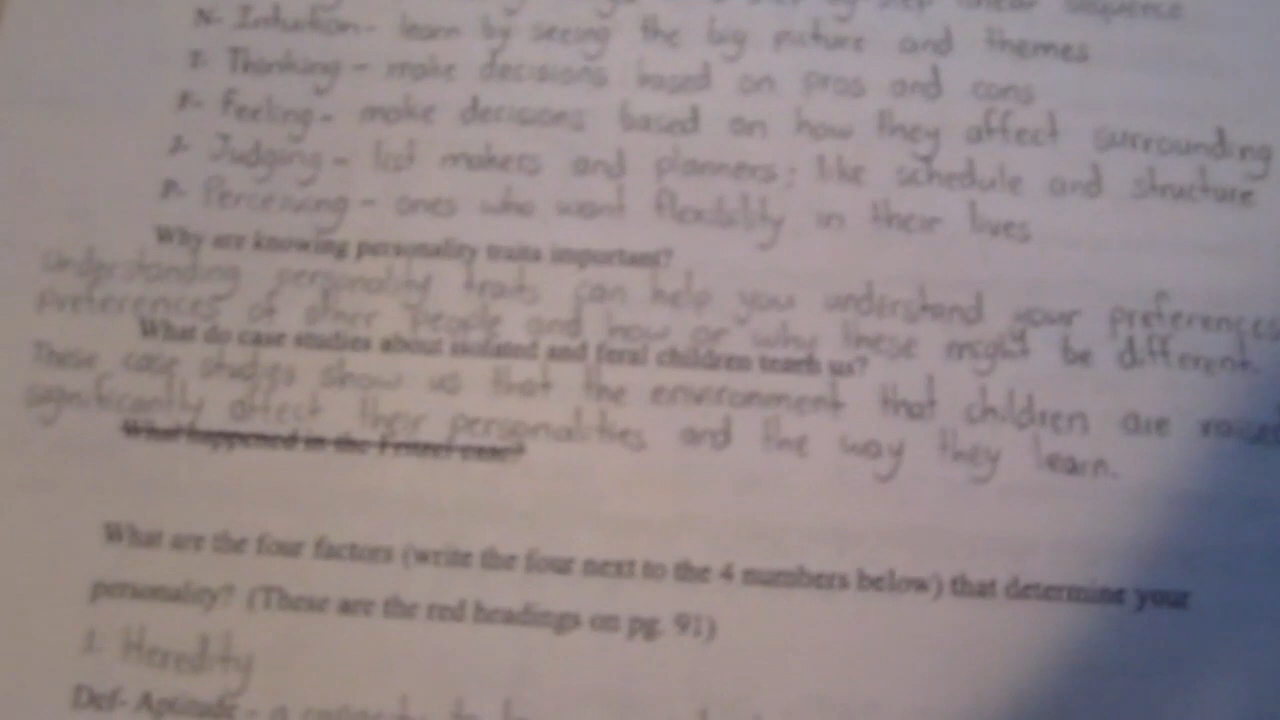 step linear sequence
N- Intuition - learn by seeing the big picture and themes
T- Thinking - make decisions based on pros and cons
F- Feeling - make decisions based on how they affect surrounding
J- Judging - list makers and planners; like schedule and structure
P- Perceiving - ones who want flexibility in their lives
Why are knowing personality traits important?
Understanding personality traits can help you understand your preferences
preferences of other people and how or why these might be different.
What do case studies about isolated and feral children teach us?
These case studies show us that the environment that children are raised
significantly affect their personalities and the way they learn.
What happened in the case?
What are the four factors (write the four next to the 4 numbers below) that determine your
personality? (These are the red headings on pg. 91)
1. Heredity
Def- Aptitude - a capacity to